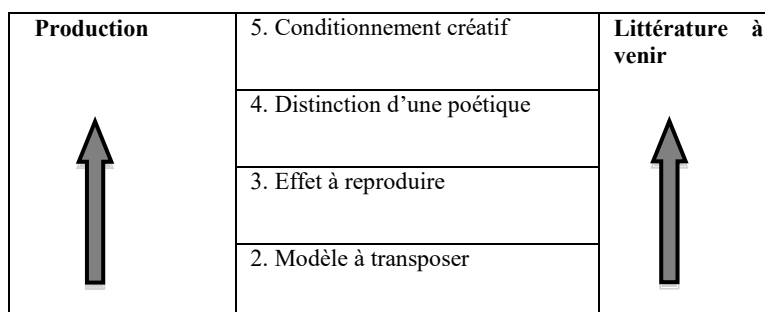 Production
5. Conditionnement créatif
Littérature à
venir
4. Distinction d'une poétique
3. Effet à reproduire
2. Modèle à transposer